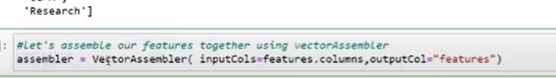 'Research']
]:
#let's assemble our features together using vectorAssembler
assembler = VectorAssembler( inputCols=features.columns,outputCol="features")